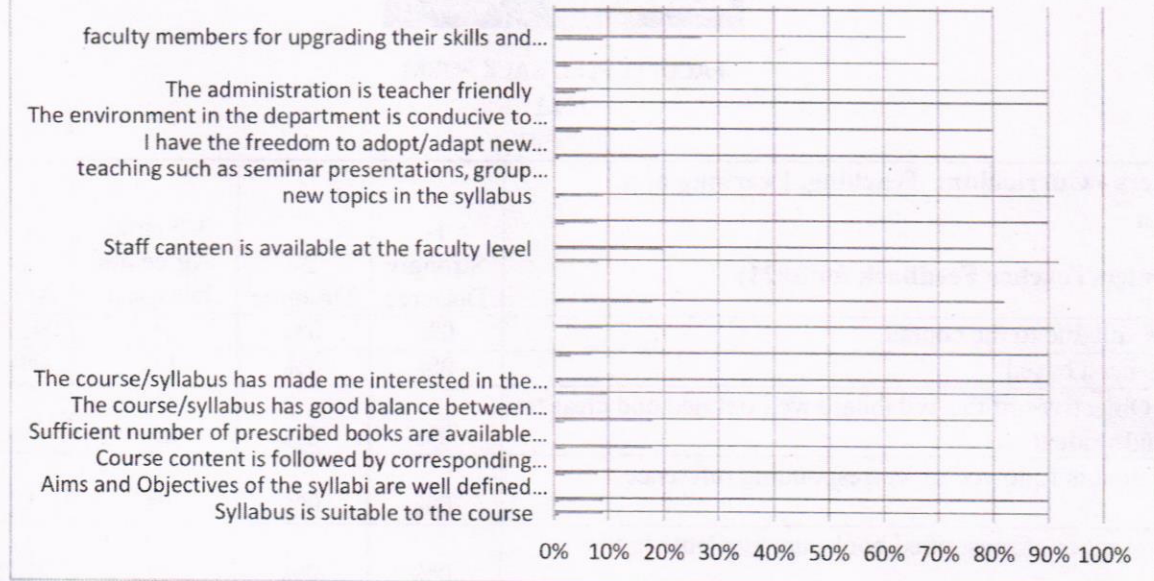 faculty members for upgrading their skills and...
The administration is teacher friendly
The environment in the department is conducive to...
I have the freedom to adopt/adapt new...
teaching such as seminar presentations, group...
new topics in the syllabus
Staff canteen is available at the faculty level
The course/syllabus has made me interested in the...
The course/syllabus has good balance between...
Sufficient number of prescribed books are available...
Course content is followed by corresponding...
Aims and Objectives of the syllabi are well defined...
Syllabus is suitable to the course
0% 10% 20% 30% 40% 50% 60% 70% 80% 90% 100%